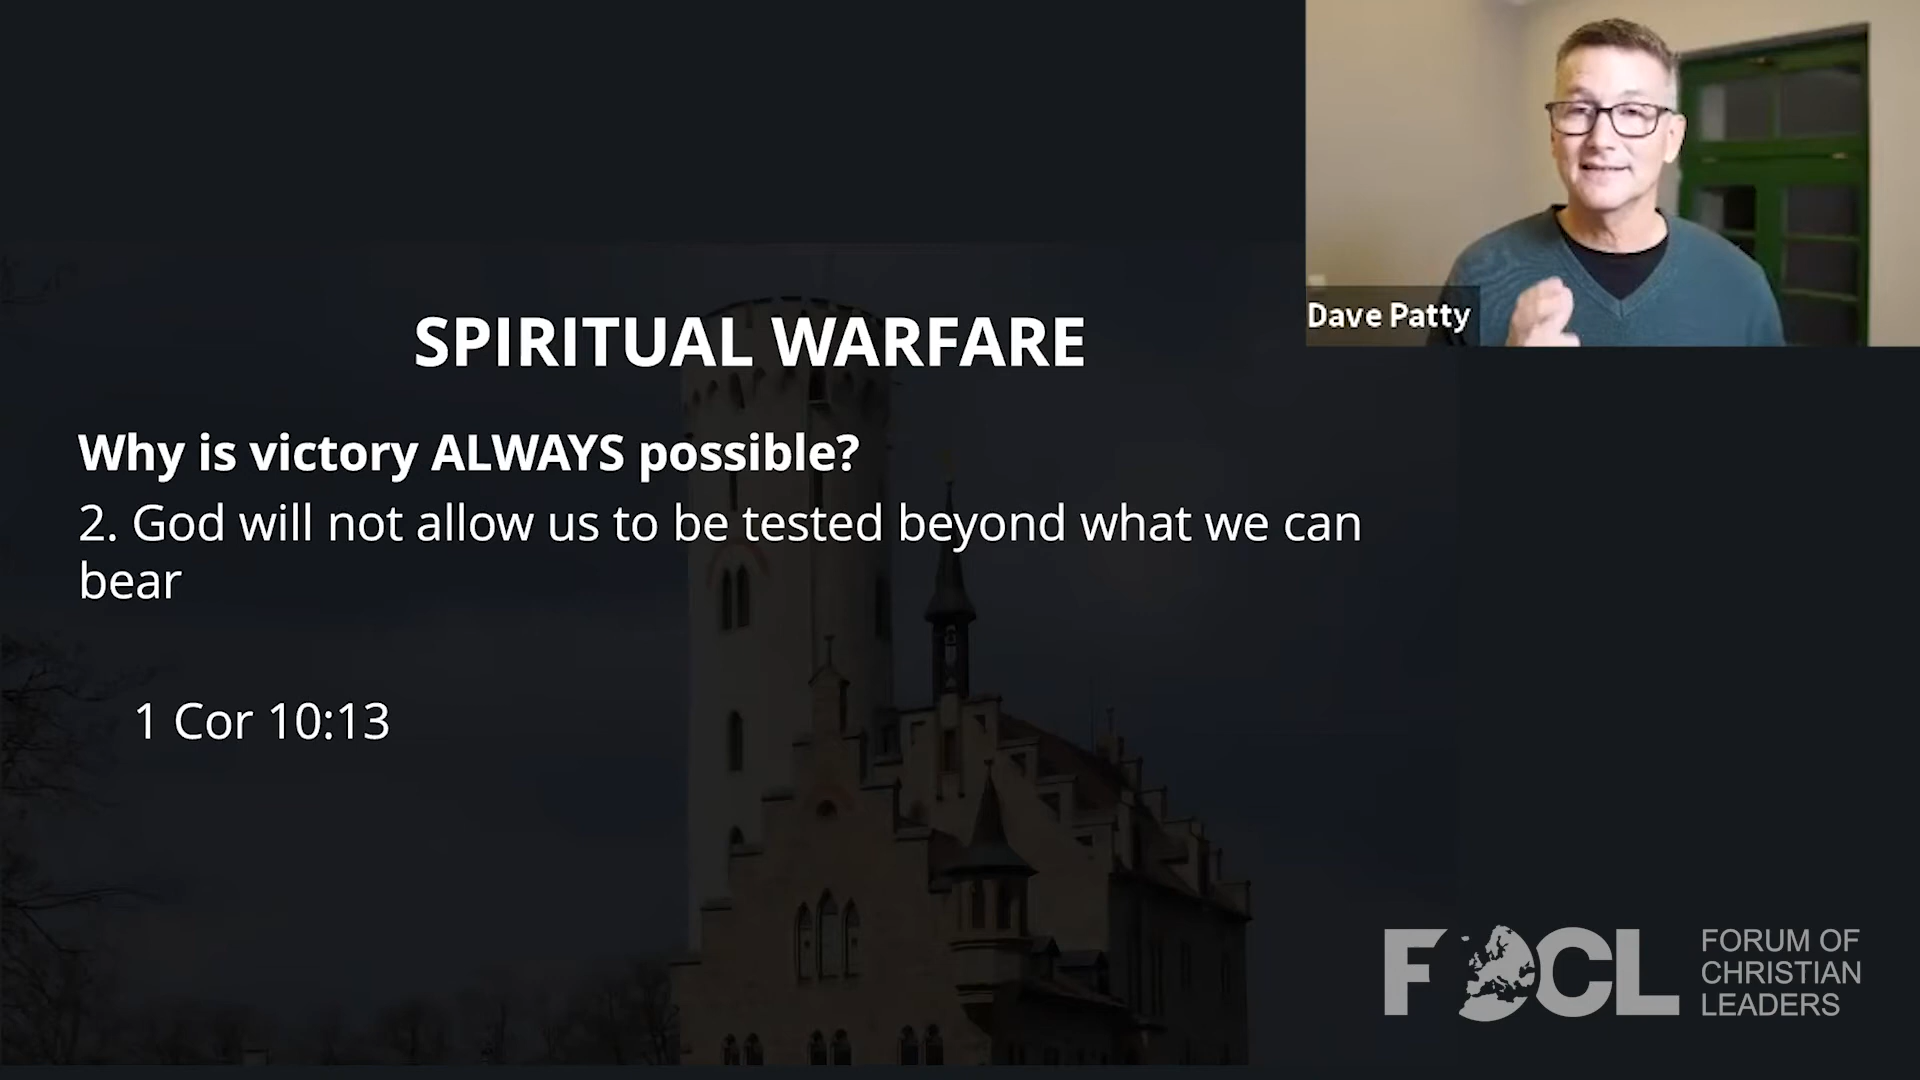 SPIRITUAL WARFARE
Why is victory ALWAYS possible?
2. God will not allow us to be tested beyond what we can
bear
1 Cor 10:13
Dave Patty
FOCL
FORUM OF
CHRISTIAN
LEADERS